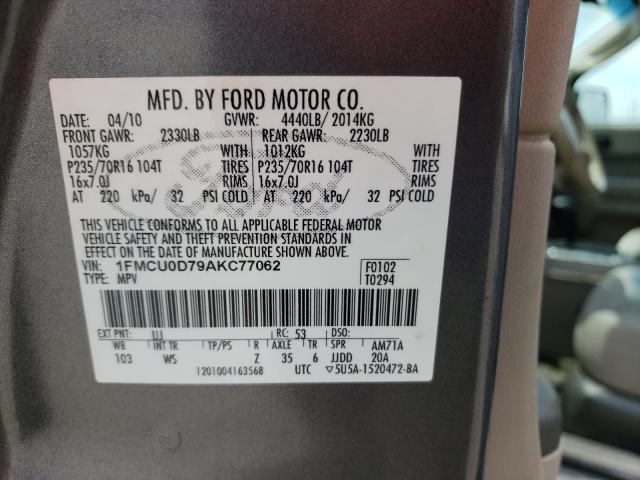 MFD. BY FORD MOTOR CO.
DATE: 04/10 GVWR: 4440LB/ 2014KG
FRONT GAWR: 2330LB REAR GAWR: 2230LB
1057KG WITH 1012KG WITH
P235/70R16 104T TIRES P235/70R16 104T TIRES
16x7.0J RIMS 16x7.0J RIMS
AT 220 kPa/ 32 PSI COLD AT 220 kPa/ 32 PSI COLD
THIS VEHICLE CONFORMS TO ALL APPLICABLE FEDERAL MOTOR
VEHICLE SAFETY AND THEFT PREVENTION STANDARDS IN
EFFECT ON THE DATE OF MANUFACTURE SHOWN ABOVE.
VIN: 1FMCU0D79AKC77062 F0102
TYPE: MPV T0294
EXT PNT: UJ RC: 53 DSO:
WB INT TR TP/PS R AXLE TR SPR AM71A
103 WS Z 35 6 JJDD 20A
1201004163568 UTC ▽5U5A-1520472-BA